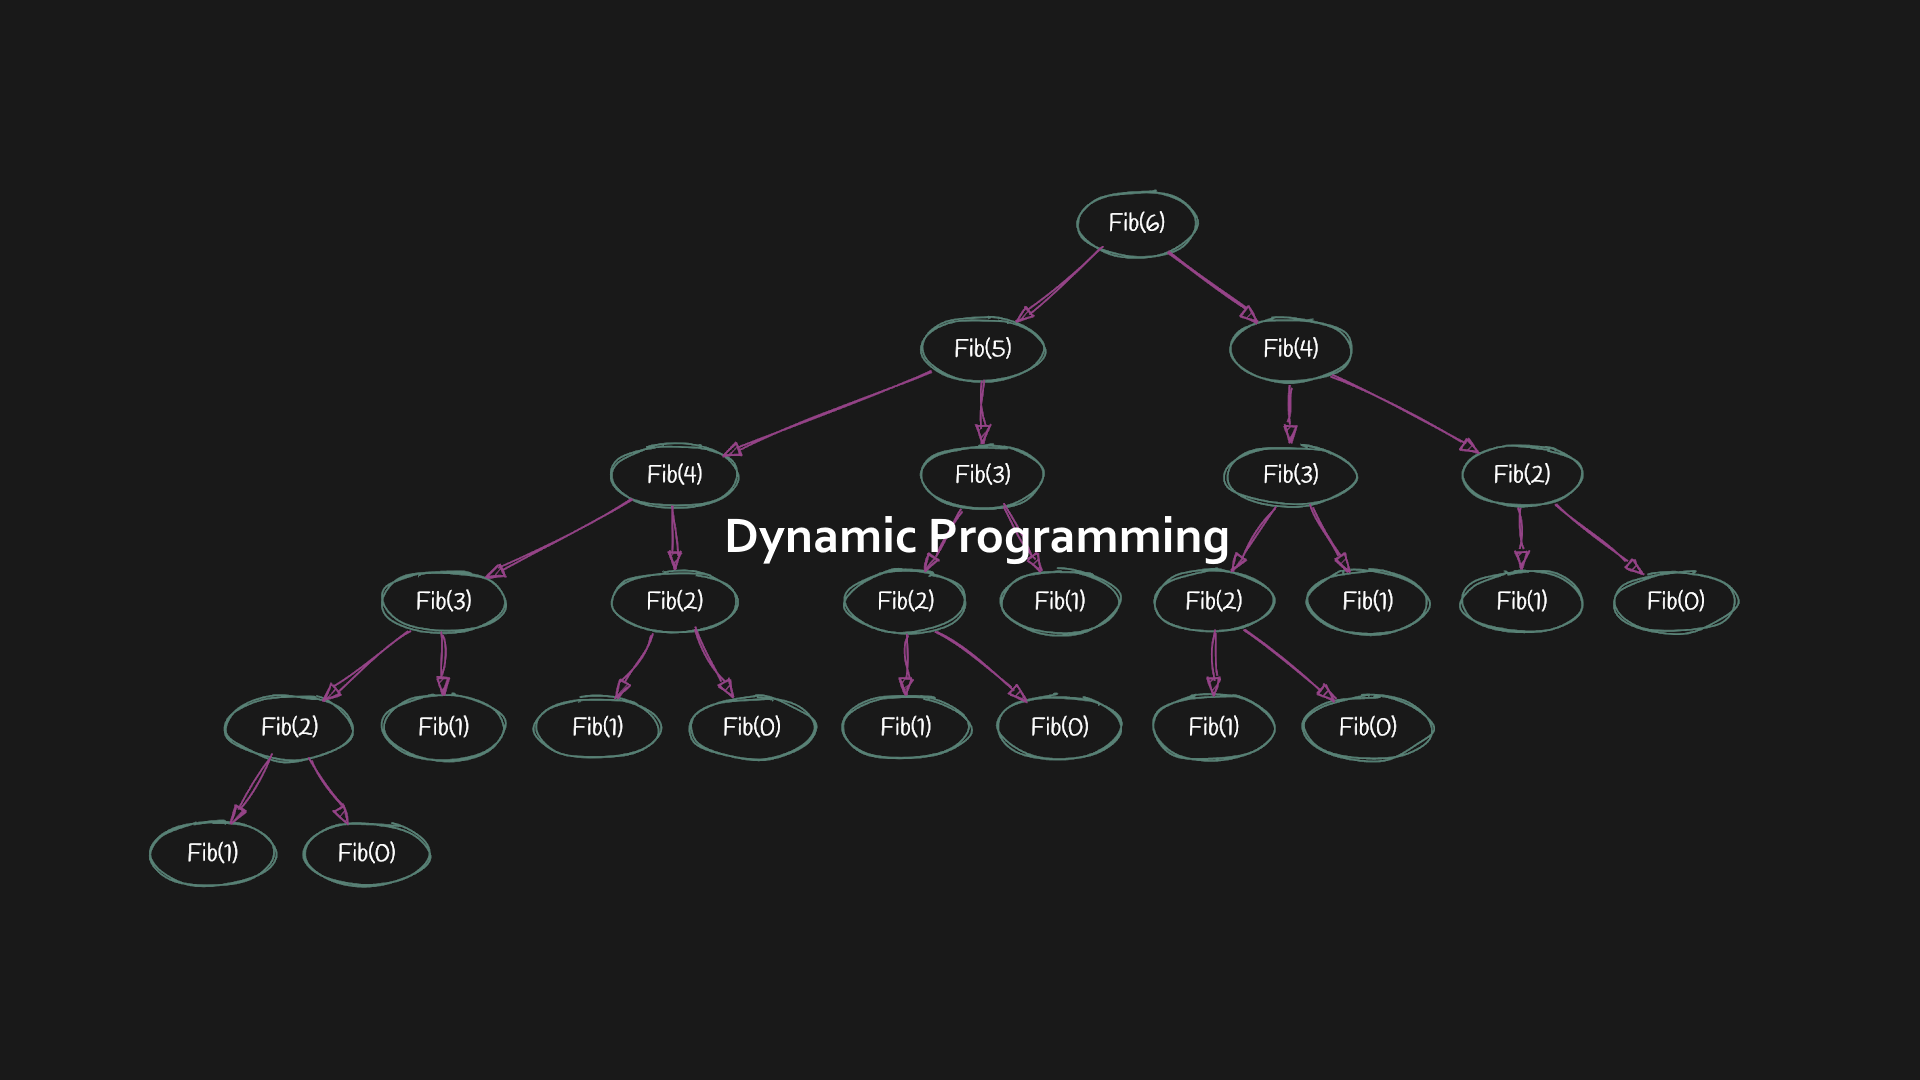 Fib(6)
Fib(5) Fib(4)
Fib(4) Fib(3) Fib(3) Fib(2)
Dynamic Programming
Fib(3) Fib(2) Fib(2) Fib(1) Fib(2) Fib(1) Fib(1) Fib(0)
Fib(2) Fib(1) Fib(1) Fib(0) Fib(1) Fib(0) Fib(1) Fib(0)
Fib(1) Fib(0)